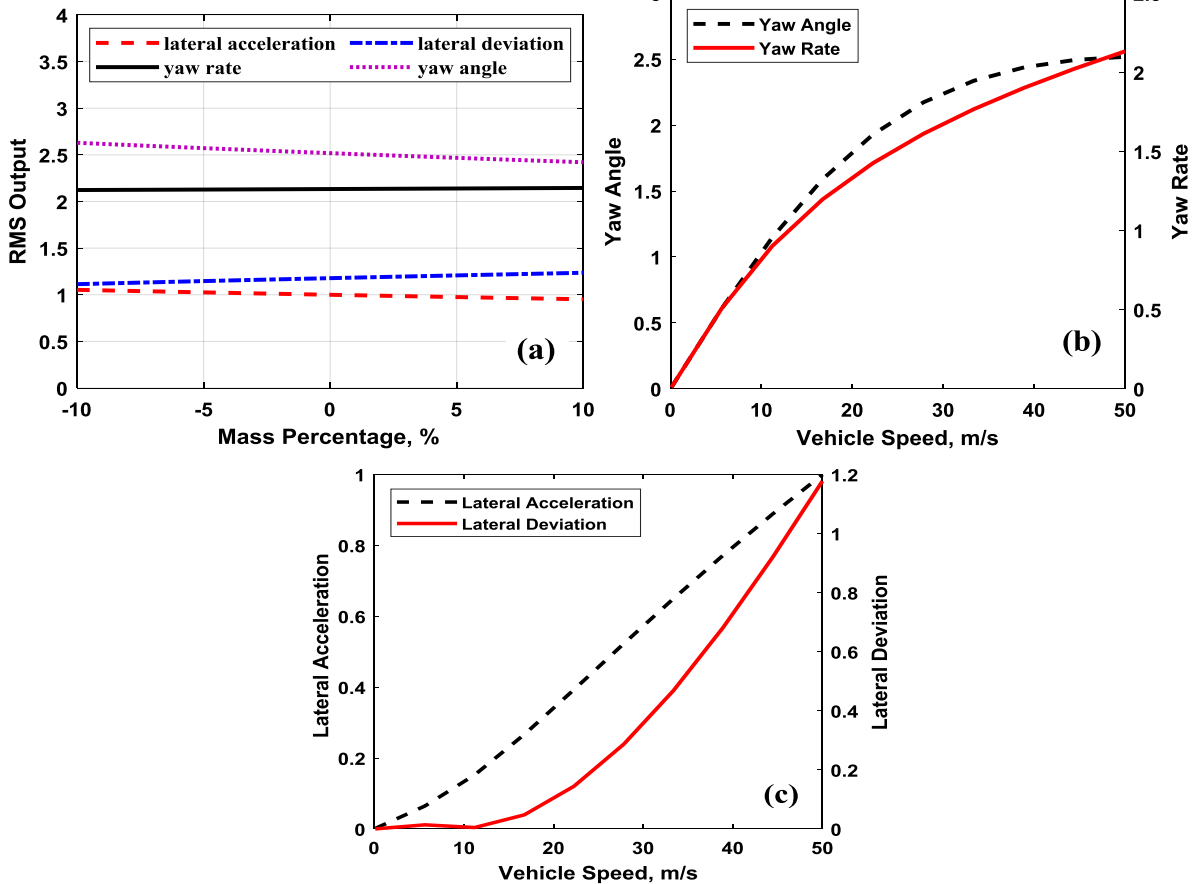 4
3.5
3
2.5
2
1.5
1
0.5
0
-10
-5
0
5
10
RMS Output
Mass Percentage, %
lateral acceleration
lateral deviation
yaw rate
yaw angle
(a)
2.5
2
1.5
1
0.5
0
Yaw Angle
Yaw Rate
Yaw Angle
2
1.5
1
0.5
0
Yaw Rate
0
10
20
30
40
50
Vehicle Speed, m/s
(b)
1
0.8
0.6
0.4
0.2
0
Lateral Acceleration
Lateral Acceleration
Lateral Deviation
1.2
1
0.8
0.6
0.4
0.2
0
Lateral Deviation
0
10
20
30
40
50
Vehicle Speed, m/s
(c)